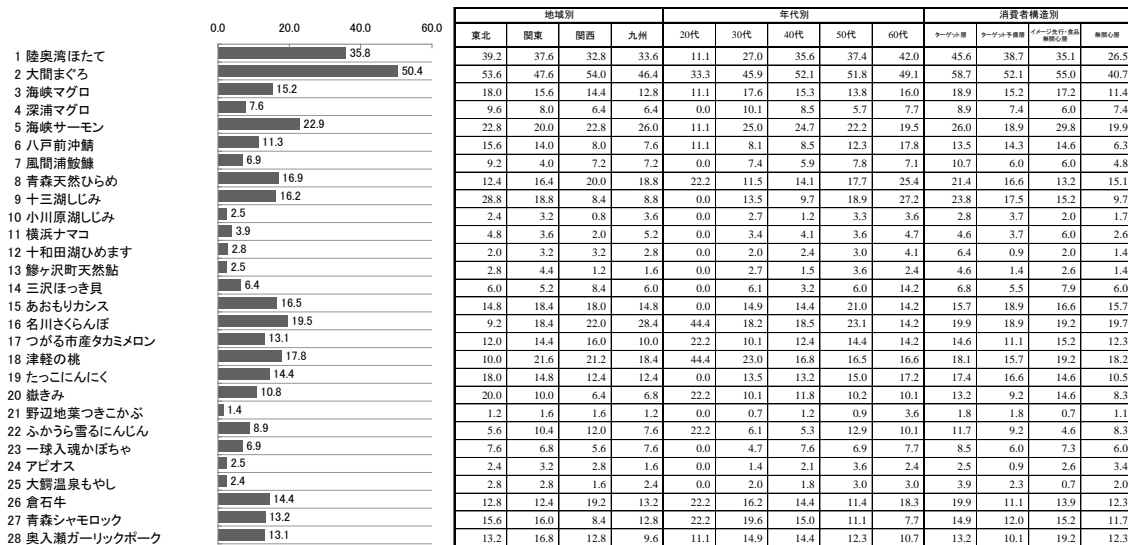 0.0 20.0 40.0 60.0
地域別 年代別 消費者構造別
東北 関東 関西 九州 20代 30代 40代 50代 60代 ターゲット層 ターゲット予備層 イメージ先行・食品無関心層 無関心層
1 陸奥湾ほたて 35.8 39.2 37.6 32.8 33.6 11.1 27.0 35.6 37.4 42.0 45.6 38.7 35.1 26.5
2 大間まぐろ 50.4 53.6 47.6 54.0 46.4 33.3 45.9 52.1 51.8 49.1 58.7 52.1 55.0 40.7
3 海峡マグロ 15.2 18.0 15.6 14.4 12.8 11.1 17.6 15.3 13.8 16.0 18.9 15.2 17.2 11.4
4 深浦マグロ 7.6 9.6 8.0 6.4 6.4 0.0 10.1 8.5 5.7 7.7 8.9 7.4 6.0 7.4
5 海峡サーモン 22.9 22.8 20.0 22.8 26.0 11.1 25.0 24.7 22.2 19.5 26.0 18.9 29.8 19.9
6 八戸前沖鯖 11.3 15.6 14.0 8.0 7.6 11.1 8.1 8.5 12.3 17.8 13.5 14.3 14.6 6.3
7 風間浦鮟鱇 6.9 9.2 4.0 7.2 7.2 0.0 7.4 5.9 7.8 7.1 10.7 6.0 6.0 4.8
8 青森天然ひらめ 16.9 12.4 16.4 20.0 18.8 22.2 11.5 14.1 17.7 25.4 21.4 16.6 13.2 15.1
9 十三湖しじみ 16.2 28.8 18.8 8.4 8.8 0.0 13.5 9.7 18.9 27.2 23.8 17.5 15.2 9.7
10 小川原湖しじみ 2.5 2.4 3.2 0.8 3.6 0.0 2.7 1.2 3.3 3.6 2.8 3.7 2.0 1.7
11 横浜ナマコ 3.9 4.8 3.6 2.0 5.2 0.0 3.4 4.1 3.6 4.7 4.6 3.7 6.0 2.6
12 十和田湖ひめます 2.8 2.0 3.2 3.2 2.8 0.0 2.0 2.4 3.0 4.1 6.4 0.9 2.0 1.4
13 鰺ヶ沢町天然鮎 2.5 2.8 4.4 1.2 1.6 0.0 2.7 1.5 3.6 2.4 4.6 1.4 2.6 1.4
14 三沢ほっき貝 6.4 6.0 5.2 8.4 6.0 0.0 6.1 3.2 6.0 14.2 6.8 5.5 7.9 6.0
15 あおもりカシス 16.5 14.8 18.4 18.0 14.8 0.0 14.9 14.4 21.0 14.2 15.7 18.9 16.6 15.7
16 名川さくらんぼ 19.5 9.2 18.4 22.0 28.4 44.4 18.2 18.5 23.1 14.2 19.9 18.9 19.2 19.7
17 つがる市産タカミメロン 13.1 12.0 14.4 16.0 10.0 22.2 10.1 12.4 14.4 14.2 14.6 11.1 15.2 12.3
18 津軽の桃 17.8 10.0 21.6 21.2 18.4 44.4 23.0 16.8 16.5 16.6 18.1 15.7 19.2 18.2
19 たっこにんにく 14.4 18.0 14.8 12.4 12.4 0.0 13.5 13.2 15.0 17.2 17.4 16.6 14.6 10.5
20 嶽きみ 10.8 20.0 10.0 6.4 6.8 22.2 10.1 11.8 10.2 10.1 13.2 9.2 14.6 8.3
21 野辺地葉つきこかぶ 1.4 1.2 1.6 1.6 1.2 0.0 0.7 1.2 0.9 3.6 1.8 1.8 0.7 1.1
22 ふかうら雪るにんじん 8.9 5.6 10.4 12.0 7.6 22.2 6.1 5.3 12.9 10.1 11.7 9.2 4.6 8.3
23 一球入魂かぼちゃ 6.9 7.6 6.8 5.6 7.6 0.0 4.7 7.6 6.9 7.7 8.5 6.0 7.3 6.0
24 アピオス 2.5 2.4 3.2 2.8 1.6 0.0 1.4 2.1 3.6 2.4 2.5 0.9 2.6 3.4
25 大鰐温泉もやし 2.4 2.8 2.8 1.6 2.4 0.0 2.0 1.8 3.0 3.0 3.9 2.3 0.7 2.0
26 倉石牛 14.4 12.8 12.4 19.2 13.2 22.2 16.2 14.4 11.4 18.3 19.9 11.1 13.9 12.3
27 青森シャモロック 13.2 15.6 16.0 8.4 12.8 22.2 19.6 15.0 11.1 7.7 14.9 12.0 15.2 11.7
28 奥入瀬ガーリックポーク 13.1 13.2 16.8 12.8 9.6 11.1 14.9 14.4 12.3 10.7 13.2 10.1 19.2 12.3